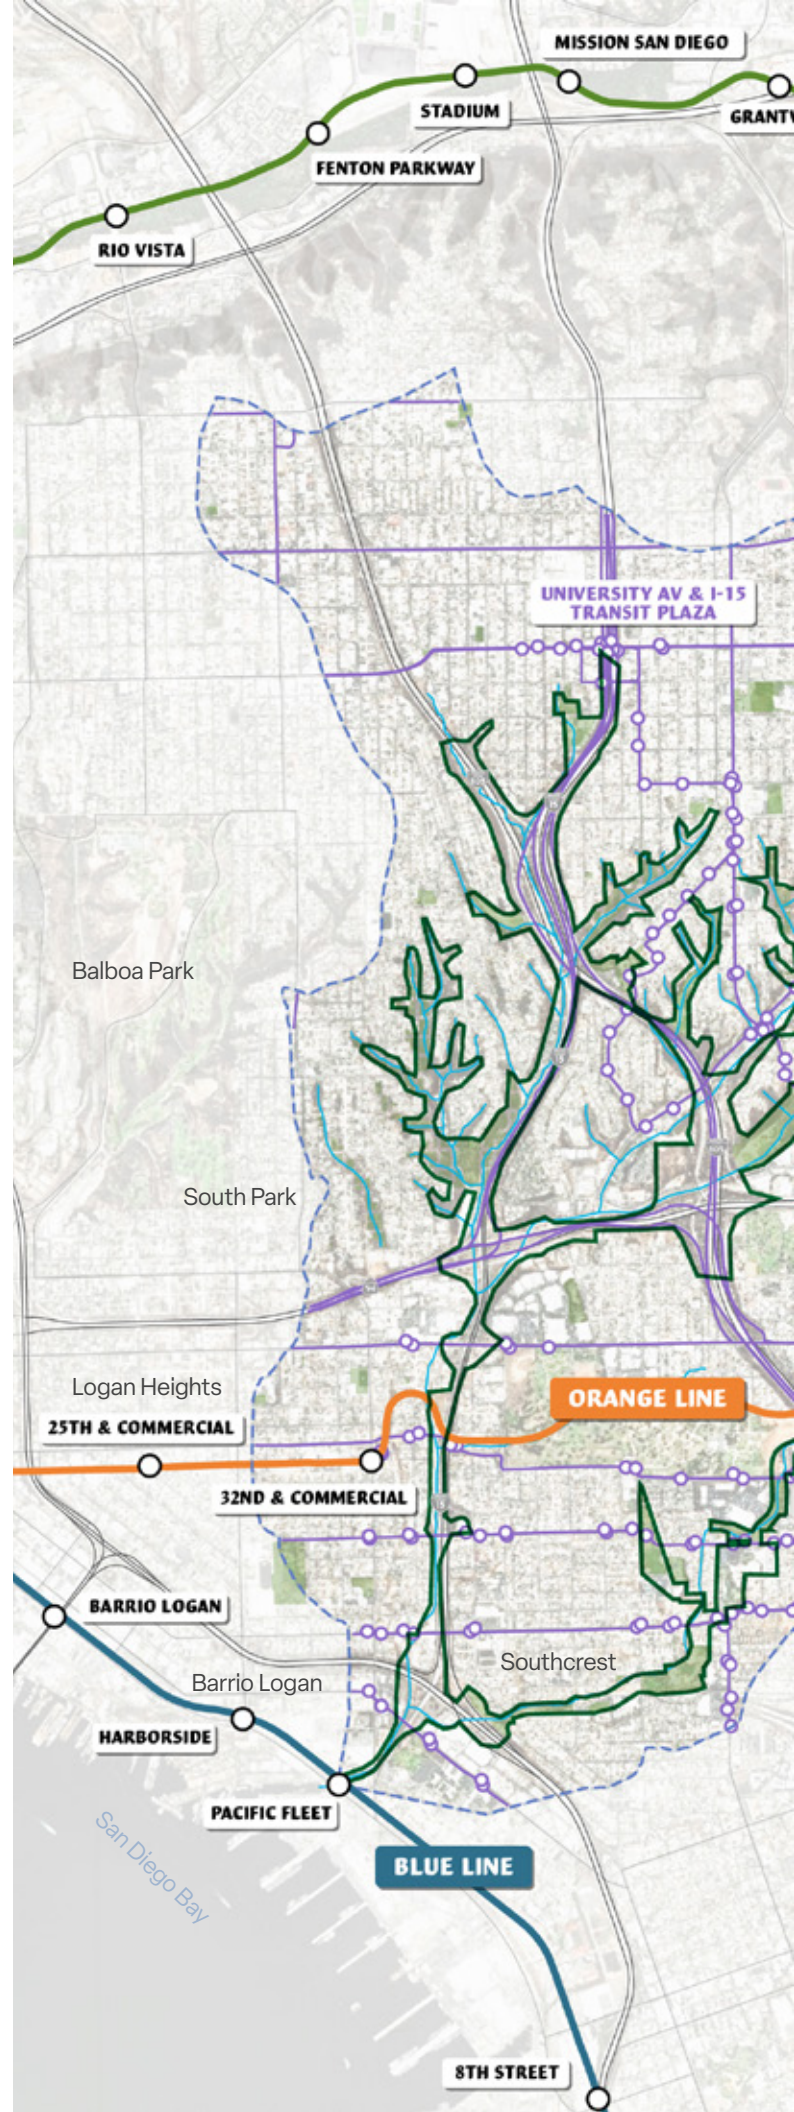 MISSION SAN DIEGO
STADIUM
GRANTV
FENTON PARKWAY
RIO VISTA
UNIVERSITY AV & I-15
TRANSIT PLAZA
Balboa Park
South Park
Logan Heights
ORANGE LINE
25TH & COMMERCIAL
32ND & COMMERCIAL
BARRIO LOGAN
Southcrest
Barrio Logan
HARBORSIDE
PACIFIC FLEET
San Diego Bay
BLUE LINE
8TH STREET